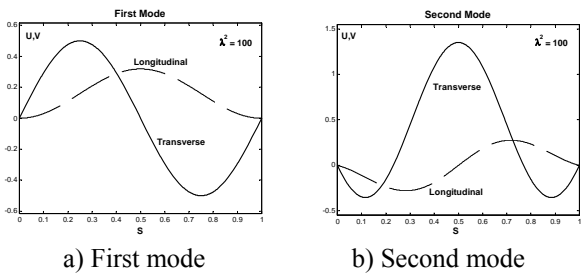 First Mode
U,V
λ² = 100
Longitudinal
Transverse
0.6
0.4
0.2
0
-0.2
-0.4
-0.6
0 0.1 0.2 0.3 0.4 0.5 0.6 0.7 0.8 0.9 1
S
a) First mode
Second Mode
U,V
λ² = 100
Transverse
Longitudinal
1.5
1
0.5
0
-0.5
0 0.1 0.2 0.3 0.4 0.5 0.6 0.7 0.8 0.9 1
S
b) Second mode